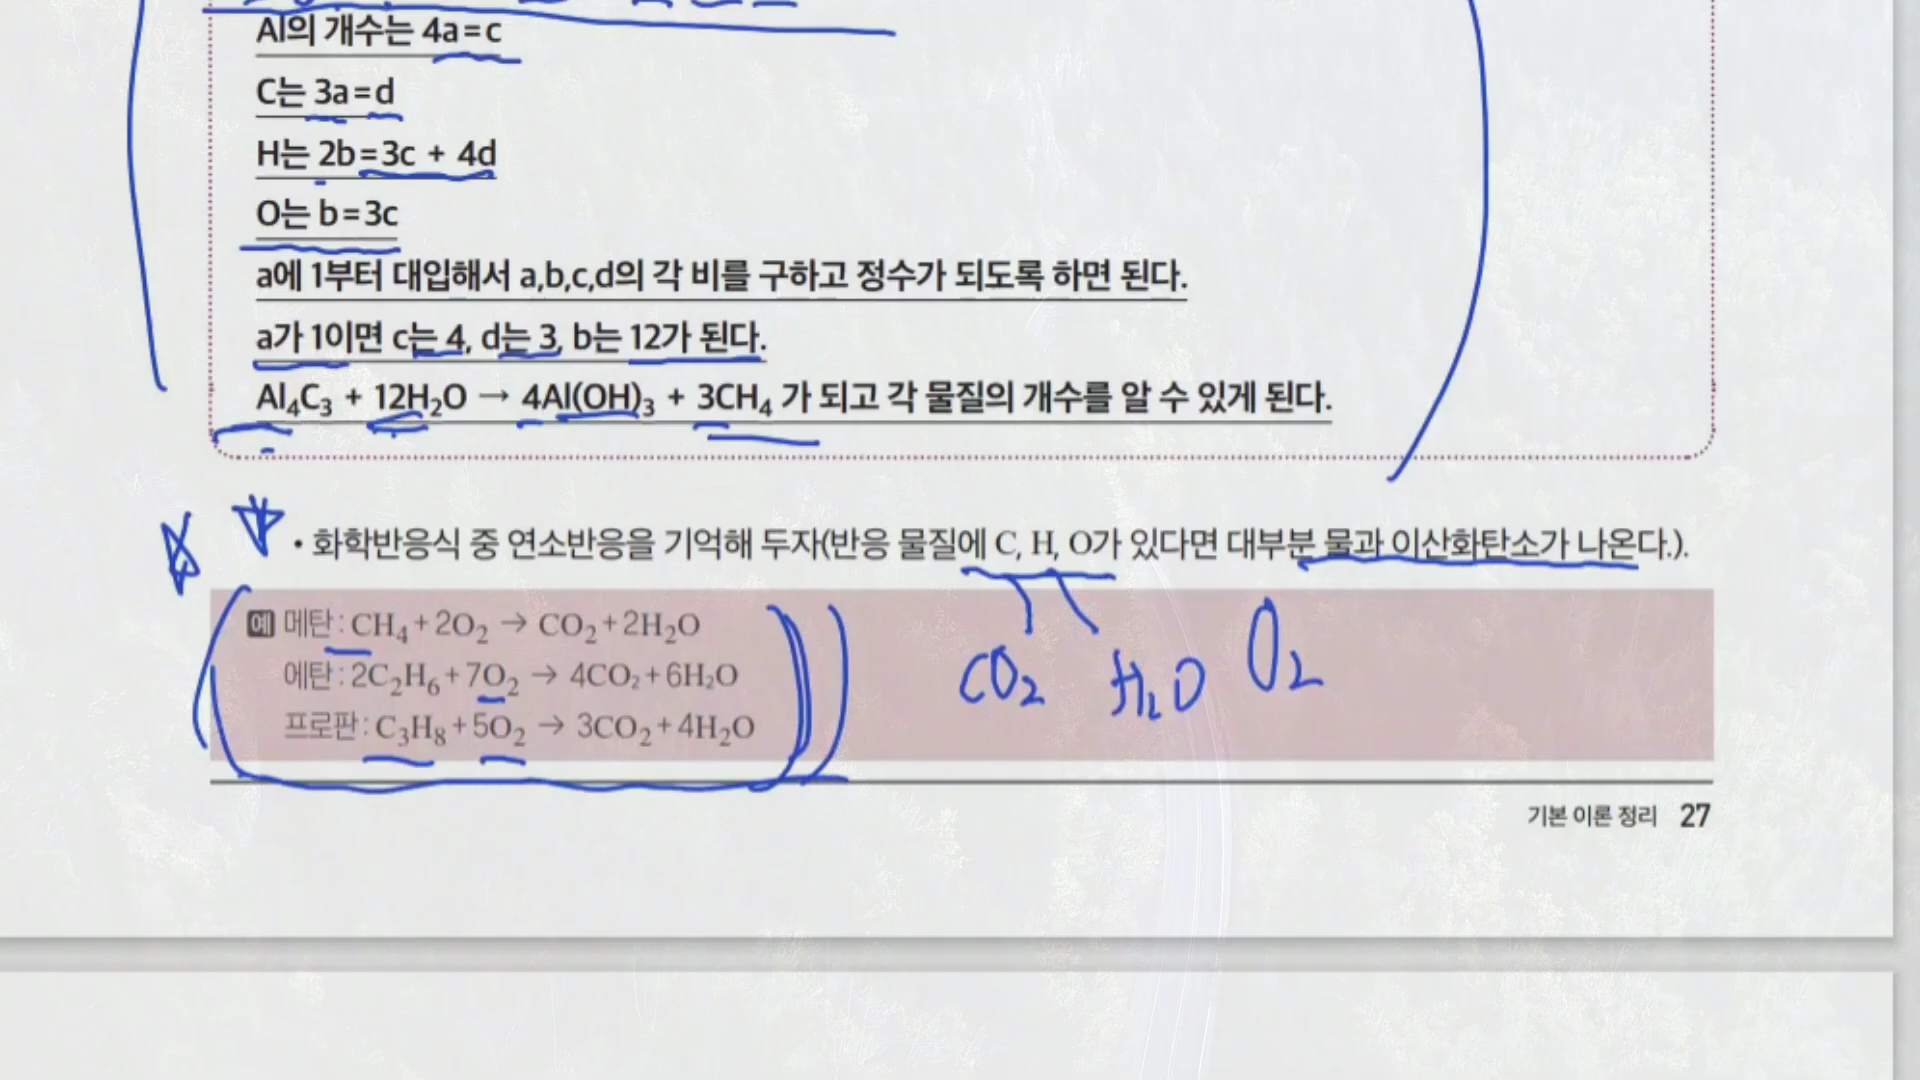 Al의 개수는 4a=c
C는 3a=d
H는 2b=3c + 4d
O는 b=3c
a에 1부터 대입해서 a,b,c,d의 각 비를 구하고 정수가 되도록 하면 된다.
a가 1이면 c는 4, d는 3, b는 12가 된다.
Al₄C₃ + 12H₂O → 4Al(OH)₃ + 3CH₄ 가 되고 각 물질의 개수를 알 수 있게 된다.
• 화학반응식 중 연소반응을 기억해 두자(반응 물질에 C, H, O가 있다면 대부분 물과 이산화탄소가 나온다.).
예 메탄 : CH₄+2O₂ → CO₂+2H₂O
에탄 : 2C₂H₆+7O₂ → 4CO₂+6H₂O
프로판 : C₃H₈+5O₂ → 3CO₂+4H₂O
CO₂ H₂O O₂
기본 이론 정리 27